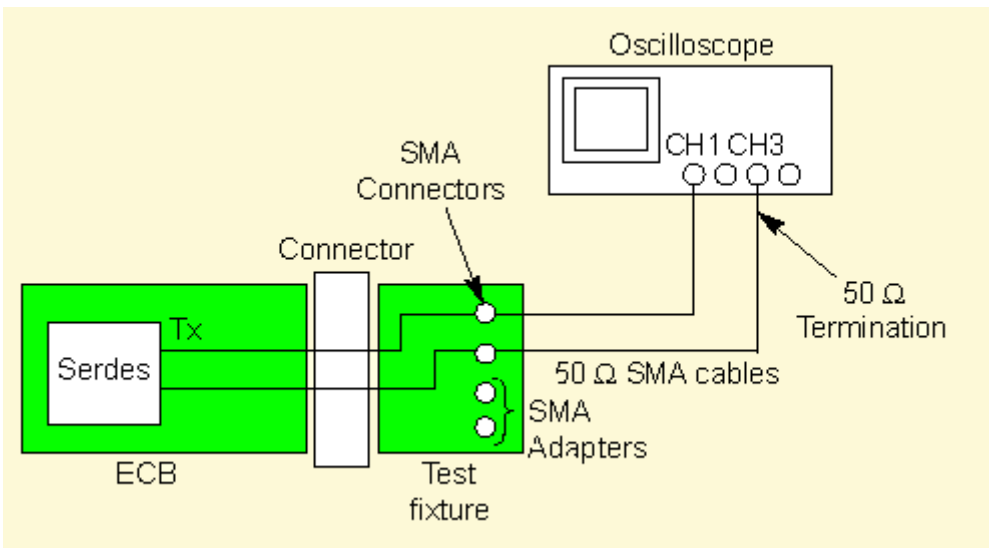 Oscilloscope
CH1 CH3
SMA
Connectors
Connector
50 Ω
Termination
Tx
Serdes
50 Ω SMA cables
SMA
Adapters
ECB
Test
fixture